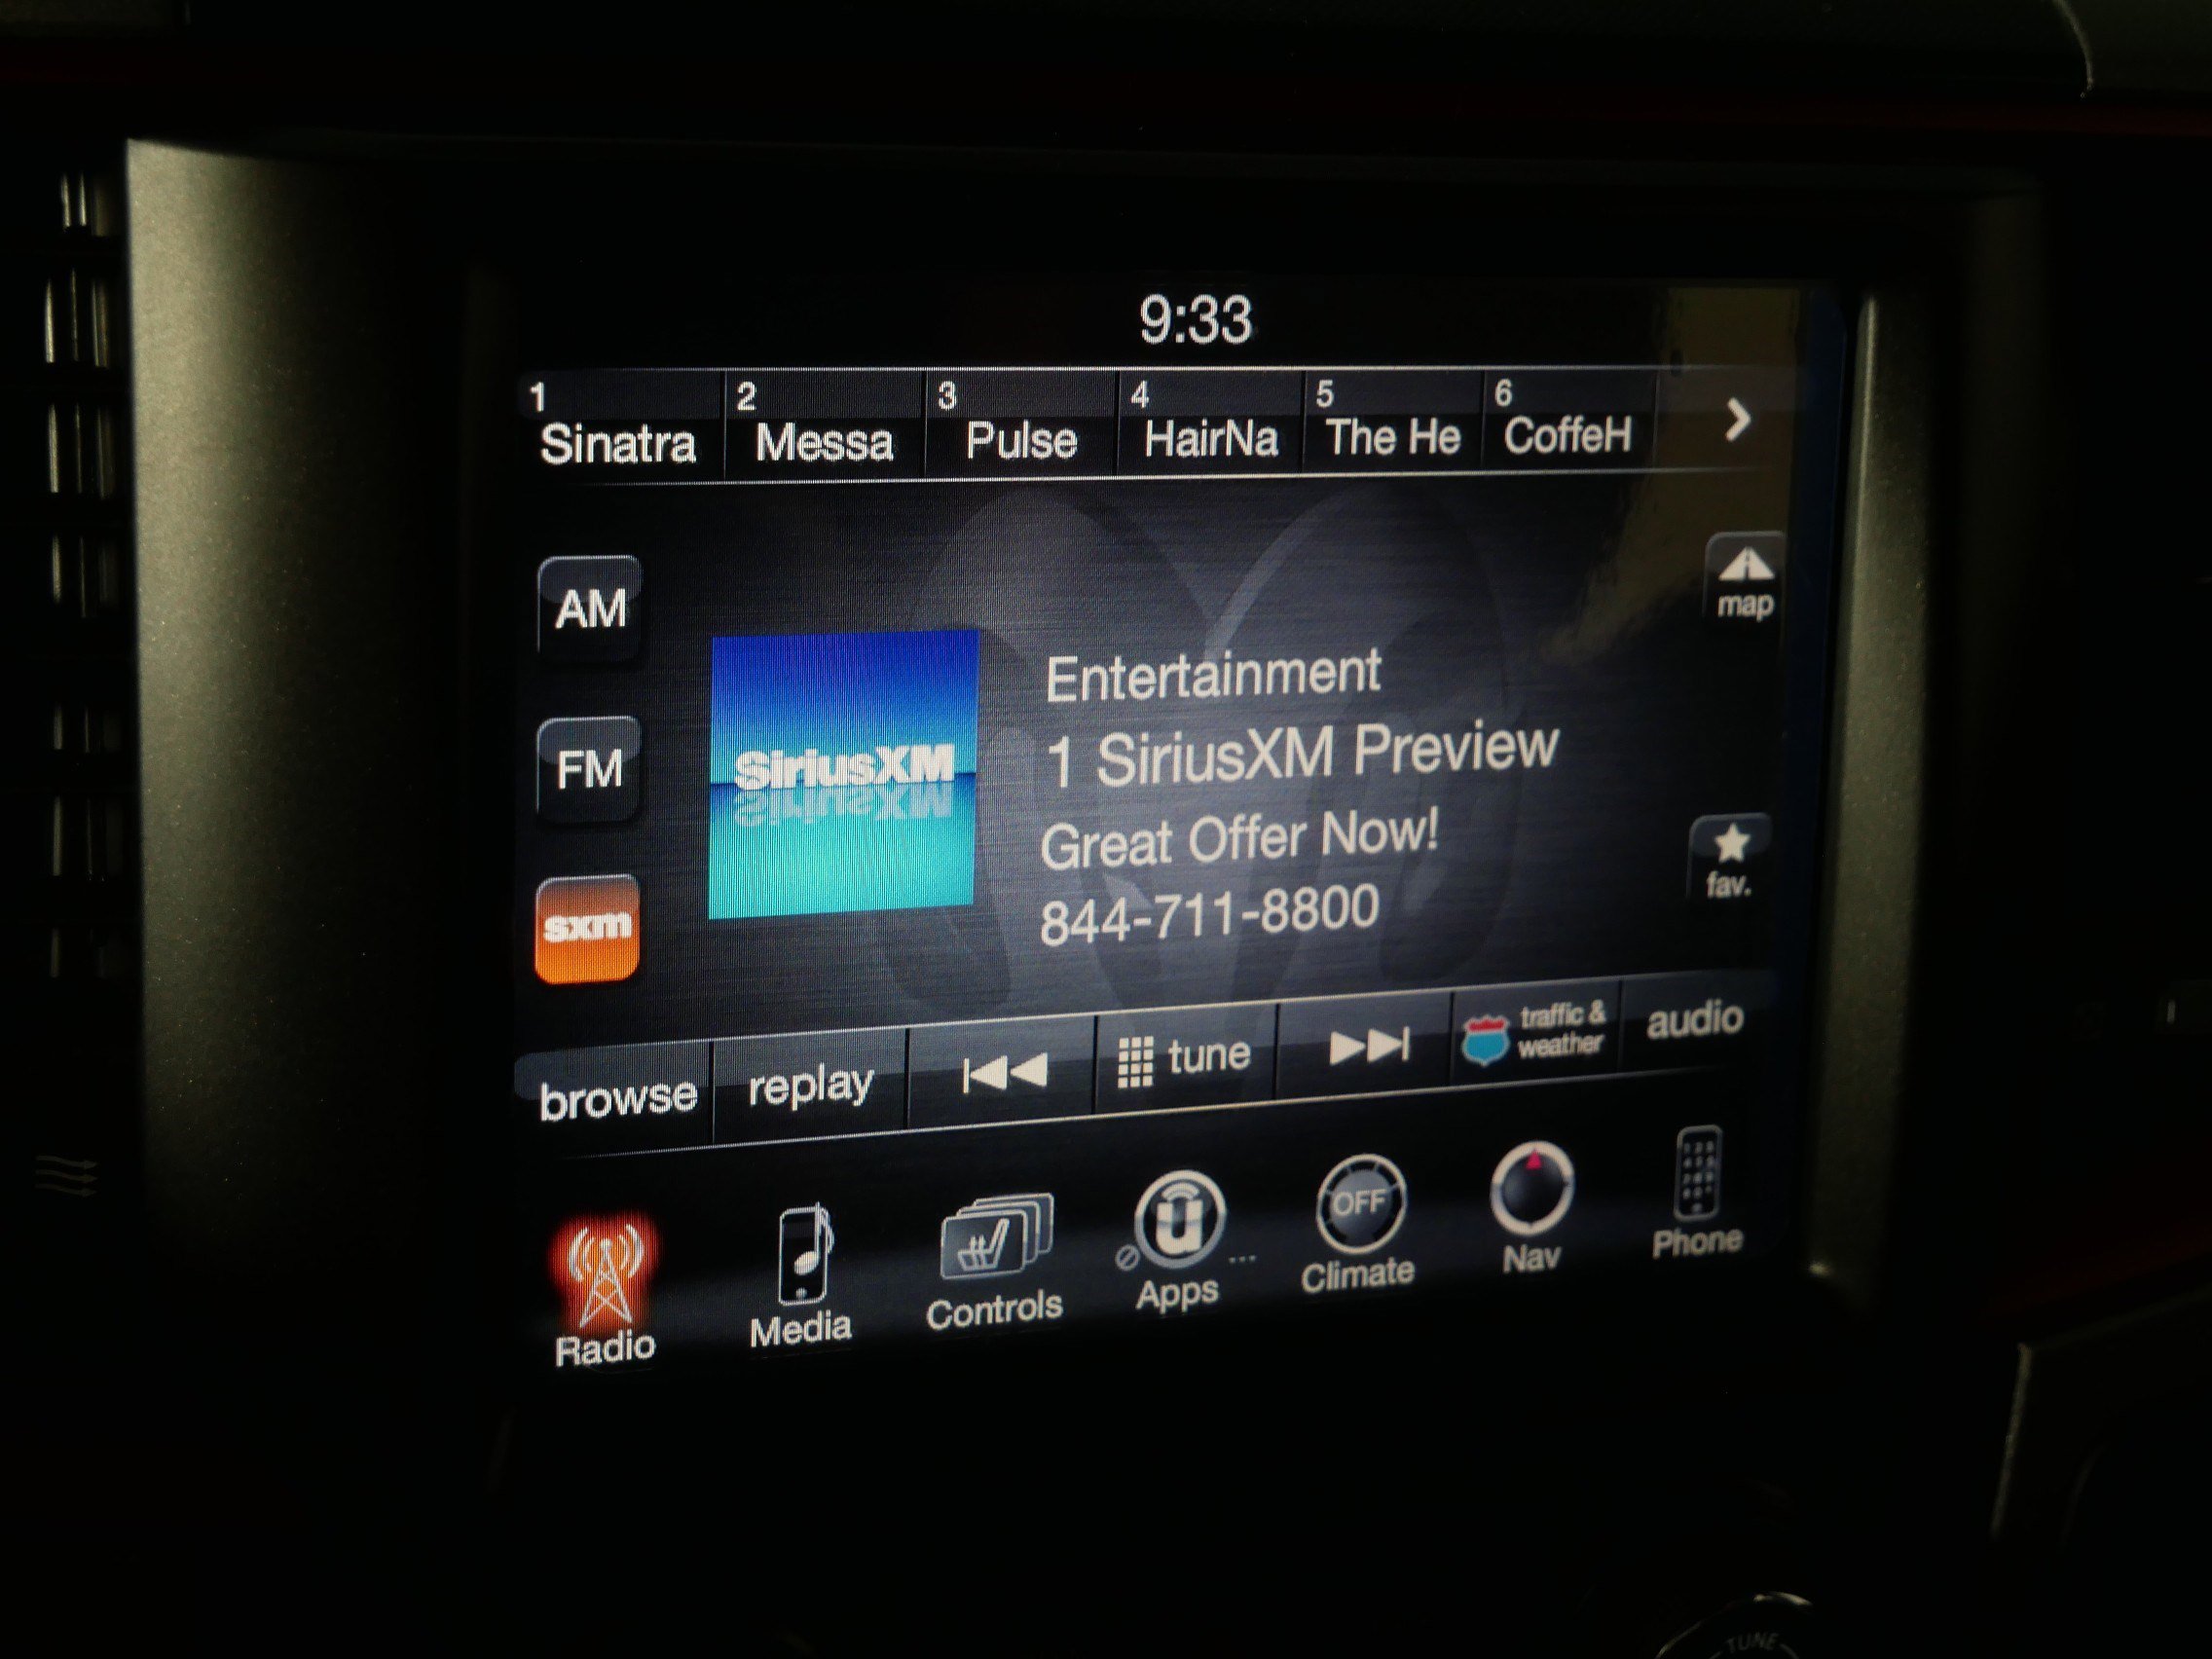 9:33
1 2 3 4 5 6
Sinatra Messa Pulse HairNa The He CoffeH
AM
map
Entertainment
FM
SiriusXM
1 SiriusXM Preview
Great Offer Now!
fav.
sxm
844-711-8800
browse replay tune traffic & weather audio
OFF
Radio Media Controls Apps Climate Nav Phone
TUNE